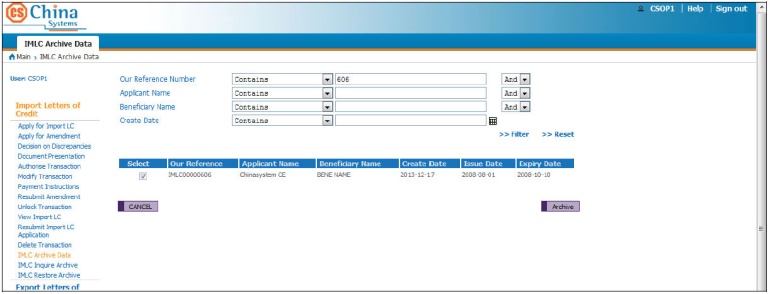 CS China Systems
CSOP1 | Help | Sign out
IMLC Archive Data
Main > IMLC Archive Data
User: CSOP1
Our Reference Number Contains 606 And
Applicant Name Contains And
Beneficiary Name Contains And
Create Date Contains
>> Filter >> Reset
Import Letters of
Credit
Apply for Import LC
Apply for Amendment
Decision on Discrepancies
Document Presentation
Authorise Transaction
Modify Transaction
Payment Instructions
Resubmit Amendment
Unlock Transaction
View Import LC
Resubmit Import LC
Application
Delete Transaction
IMLC Archive Data
IMLC Inquire Archive
IMLC Restore Archive
Export Letters of
Select Our Reference Applicant Name Beneficiary Name Create Date Issue Date Expiry Date
IMLC00000606 Chinasystem CE BENE NAME 2013-12-17 2008-08-01 2008-10-10
CANCEL Archive